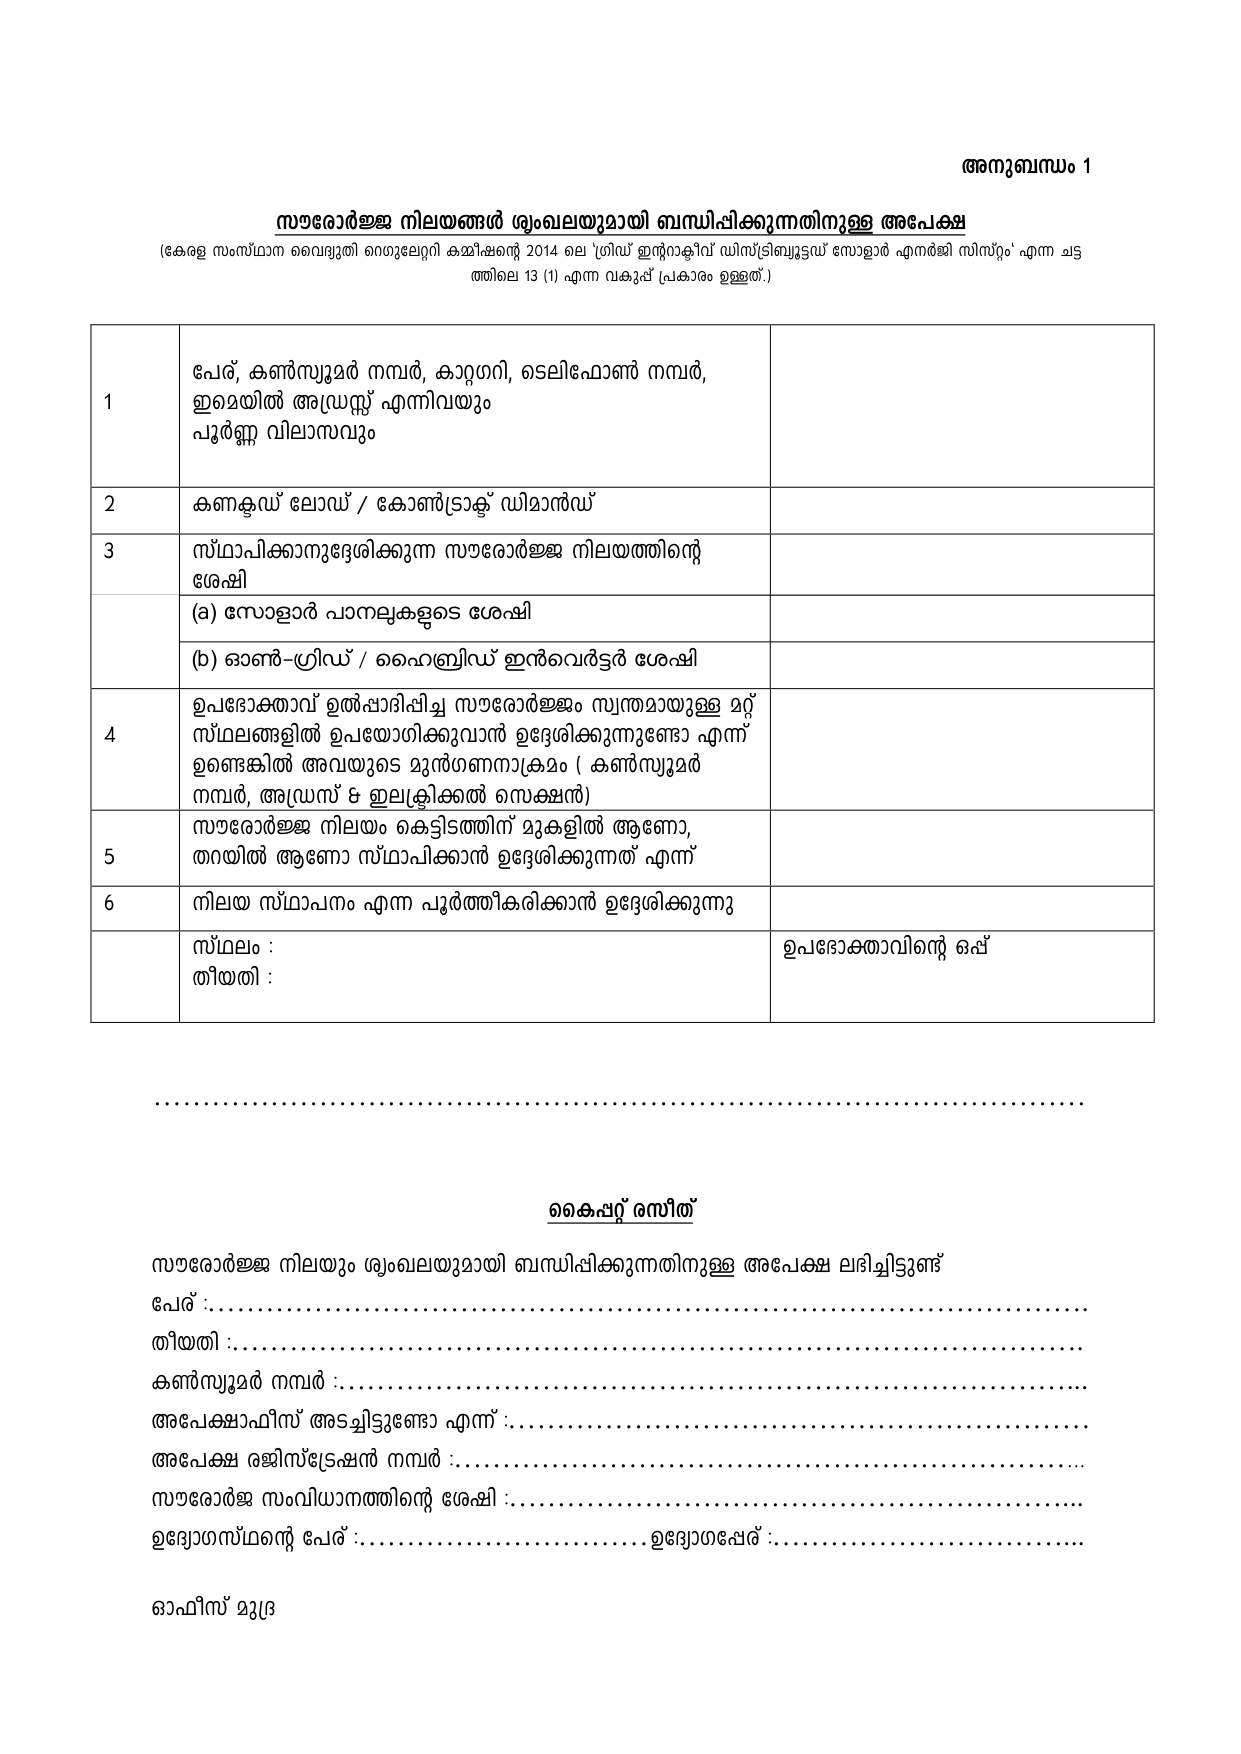 അനുബന്ധം 1
സൗരോർജ്ജ നിലയങ്ങൾ ശൃംഖലയുമായി ബന്ധിപ്പിക്കുന്നതിനുള്ള അപേക്ഷ
(കേരള സംസ്ഥാന വൈദ്യുതി റെഗുലേറ്ററി കമ്മീഷന്റെ 2014 ലെ 'ഗ്രിഡ് ഇന്ററാക്ടീവ് ഡിസ്ട്രിബ്യൂട്ടഡ് സോളാർ എനർജി സിസ്റ്റം' എന്ന ചട്ട
ത്തിലെ 13 (1) എന്ന വകുപ്പ് പ്രകാരം ഉള്ളത്.)
1
പേര്, കൺസ്യൂമർ നമ്പർ, കാറ്റഗറി, ടെലിഫോൺ നമ്പർ,
ഇമെയിൽ അഡ്രസ്സ് എന്നിവയും
പൂർണ്ണ വിലാസവും
2 കണക്ടഡ് ലോഡ് / കോൺട്രാക്ട് ഡിമാൻഡ്
3 സ്ഥാപിക്കാനുദ്ദേശിക്കുന്ന സൗരോർജ്ജ നിലയത്തിന്റെ
ശേഷി
(a) സോളാർ പാനലുകളുടെ ശേഷി
(b) ഓൺ-ഗ്രിഡ് / ഹൈബ്രിഡ് ഇൻവെർട്ടർ ശേഷി
4
ഉപഭോക്താവ് ഉൽപ്പാദിപ്പിച്ച സൗരോർജ്ജം സ്വന്തമായുള്ള മറ്റ്
സ്ഥലങ്ങളിൽ ഉപയോഗിക്കുവാൻ ഉദ്ദേശിക്കുന്നുണ്ടോ എന്ന്
ഉണ്ടെങ്കിൽ അവയുടെ മുൻഗണനാക്രമം ( കൺസ്യൂമർ
നമ്പർ, അഡ്രസ് & ഇലക്ട്രിക്കൽ സെക്ഷൻ)
5
സൗരോർജ്ജ നിലയം കെട്ടിടത്തിന് മുകളിൽ ആണോ,
തറയിൽ ആണോ സ്ഥാപിക്കാൻ ഉദ്ദേശിക്കുന്നത് എന്ന്
6 നിലയ സ്ഥാപനം എന്ന പൂർത്തീകരിക്കാൻ ഉദ്ദേശിക്കുന്നു
സ്ഥലം :
തീയതി :
ഉപഭോക്താവിന്റെ ഒപ്പ്
………………………………………………………………………………………
കൈപ്പറ്റ് രസീത്
സൗരോർജ്ജ നിലയും ശൃംഖലയുമായി ബന്ധിപ്പിക്കുന്നതിനുള്ള അപേക്ഷ ലഭിച്ചിട്ടുണ്ട്
പേര് :………………………………………………………………………………….
തീയതി :……………………………………………………………………………….
കൺസ്യൂമർ നമ്പർ :……………………………………………………………………...
അപേക്ഷാഫീസ് അടച്ചിട്ടുണ്ടോ എന്ന് :………………………………………………………
അപേക്ഷ രജിസ്ട്രേഷൻ നമ്പർ :……………………………………………………………
സൗരോർജ സംവിധാനത്തിന്റെ ശേഷി :……………………………………………………...
ഉദ്യോഗസ്ഥന്റെ പേര് :…………………………ഉദ്യോഗപ്പേര് :…………………………...
ഓഫീസ് മുദ്ര